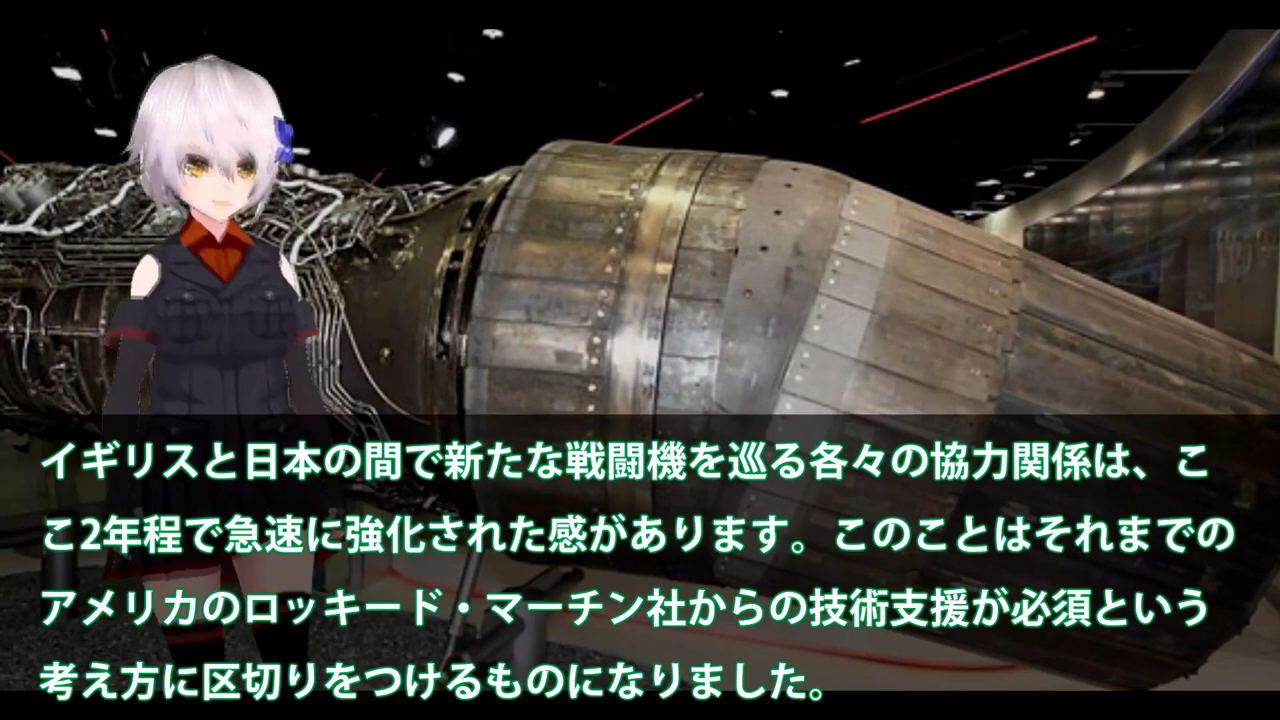 イギリスと日本の間で新たな戦闘機を巡る各々の協力関係は、こ
こ2年程で急速に強化された感があります。このことはそれまでの
アメリカのロッキード・マーチン社からの技術支援が必須という
考え方に区切りをつけるものになりました。